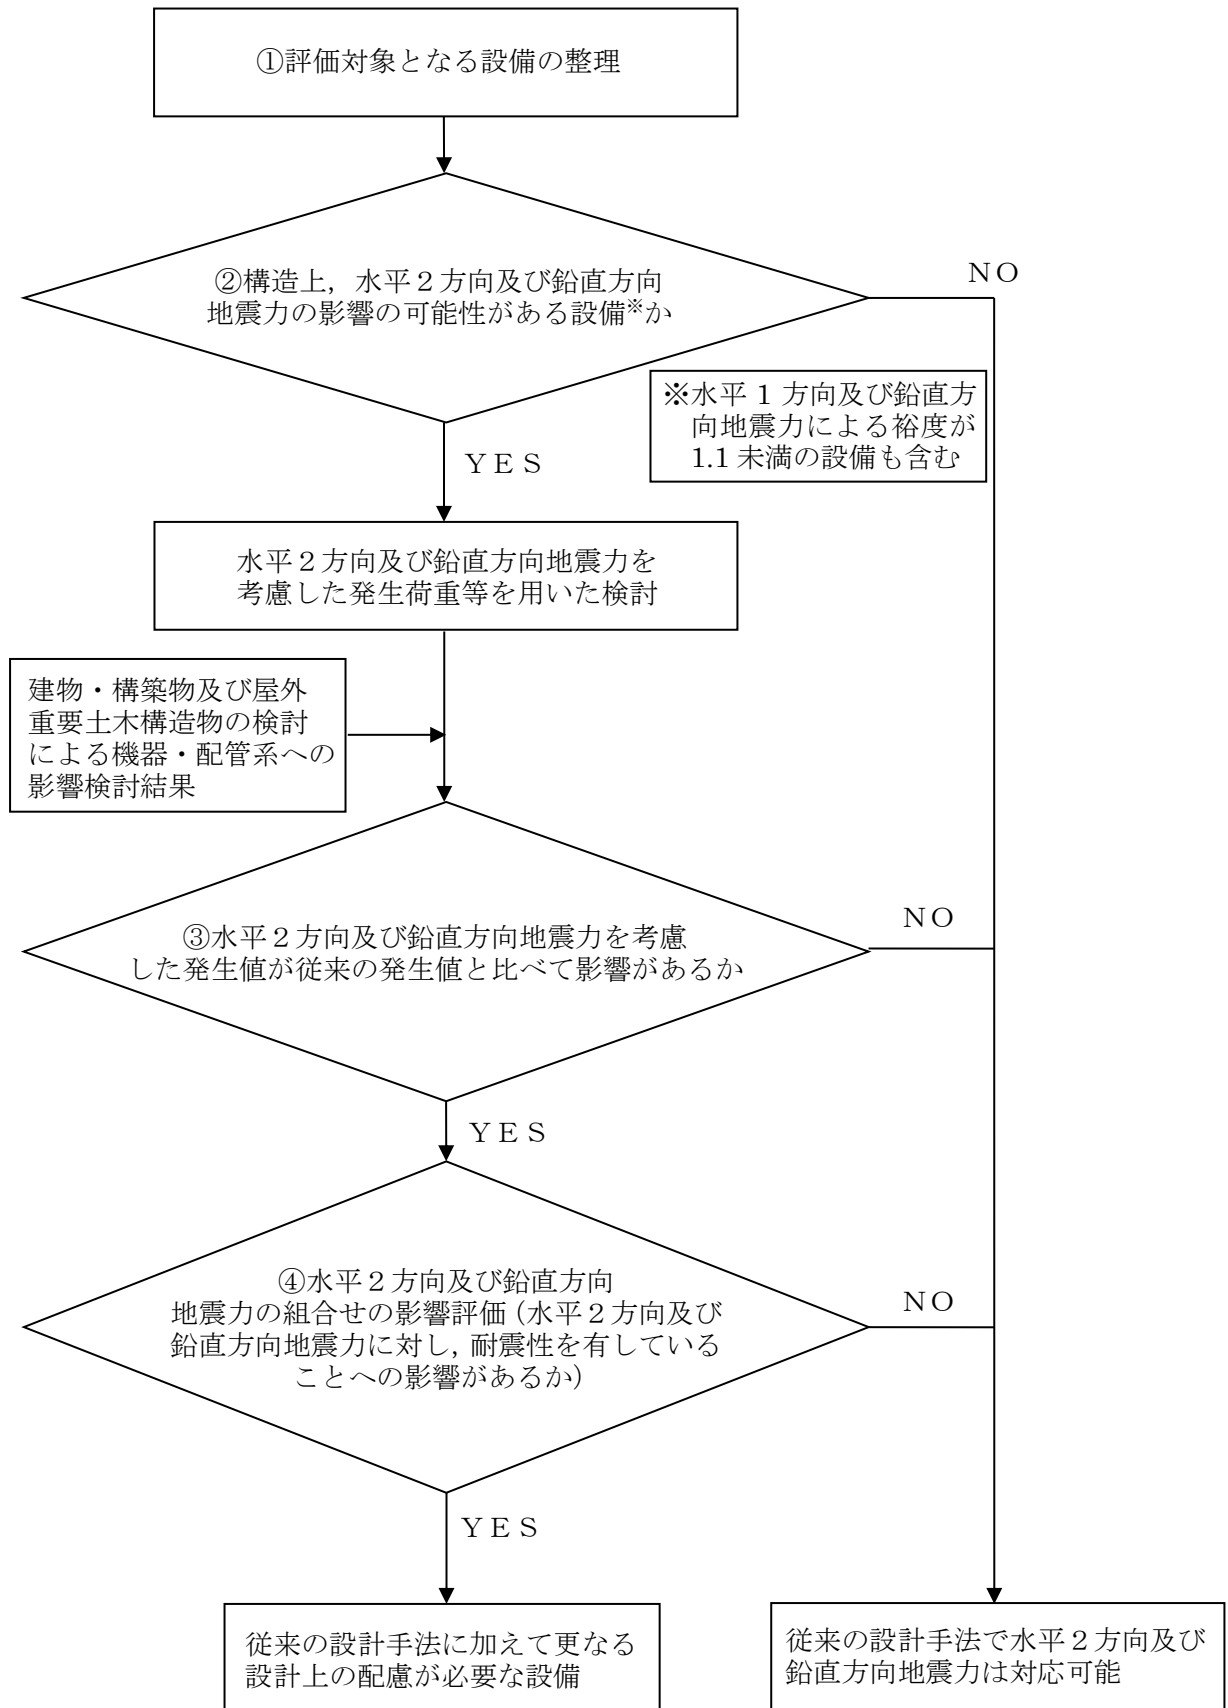 ①評価対象となる設備の整理
②構造上，水平２方向及び鉛直方向
地震力の影響の可能性がある設備※か
ＮＯ
※水平１方向及び鉛直方
向地震力による裕度が
1.1 未満の設備も含む
ＹＥＳ
水平２方向及び鉛直方向地震力を
考慮した発生荷重等を用いた検討
建物・構築物及び屋外
重要土木構造物の検討
による機器・配管系への
影響検討結果
③水平２方向及び鉛直方向地震力を考慮
した発生値が従来の発生値と比べて影響があるか
ＮＯ
ＹＥＳ
④水平２方向及び鉛直方向
地震力の組合せの影響評価（水平２方向及び
鉛直方向地震力に対し，耐震性を有している
ことへの影響があるか）
ＮＯ
ＹＥＳ
従来の設計手法に加えて更なる
設計上の配慮が必要な設備
従来の設計手法で水平２方向及び
鉛直方向地震力は対応可能